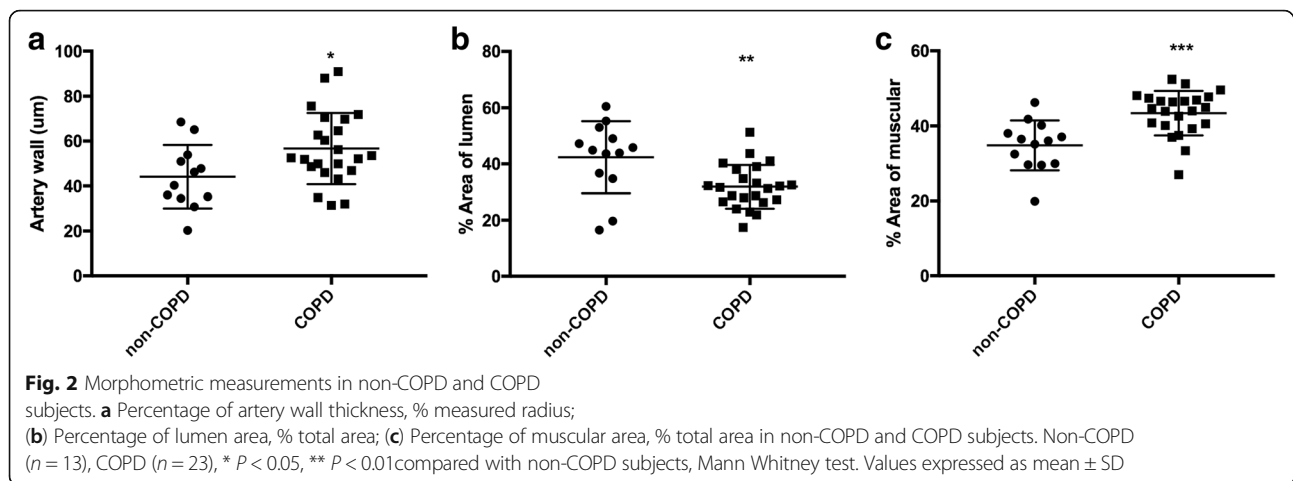 a
b
c
100
80
60
40
20
0
Artery wall (um)
*
non-COPD
COPD
80
60
40
20
0
% Area of lumen
**
non-COPD
COPD
60
40
20
0
% Area of muscular
***
non-COPD
COPD
Fig. 2 Morphometric measurements in non-COPD and COPD
subjects. a Percentage of artery wall thickness, % measured radius;
(b) Percentage of lumen area, % total area; (c) Percentage of muscular area, % total area in non-COPD and COPD subjects. Non-COPD
(n = 13), COPD (n = 23), * P < 0.05, ** P < 0.01compared with non-COPD subjects, Mann Whitney test. Values expressed as mean ± SD